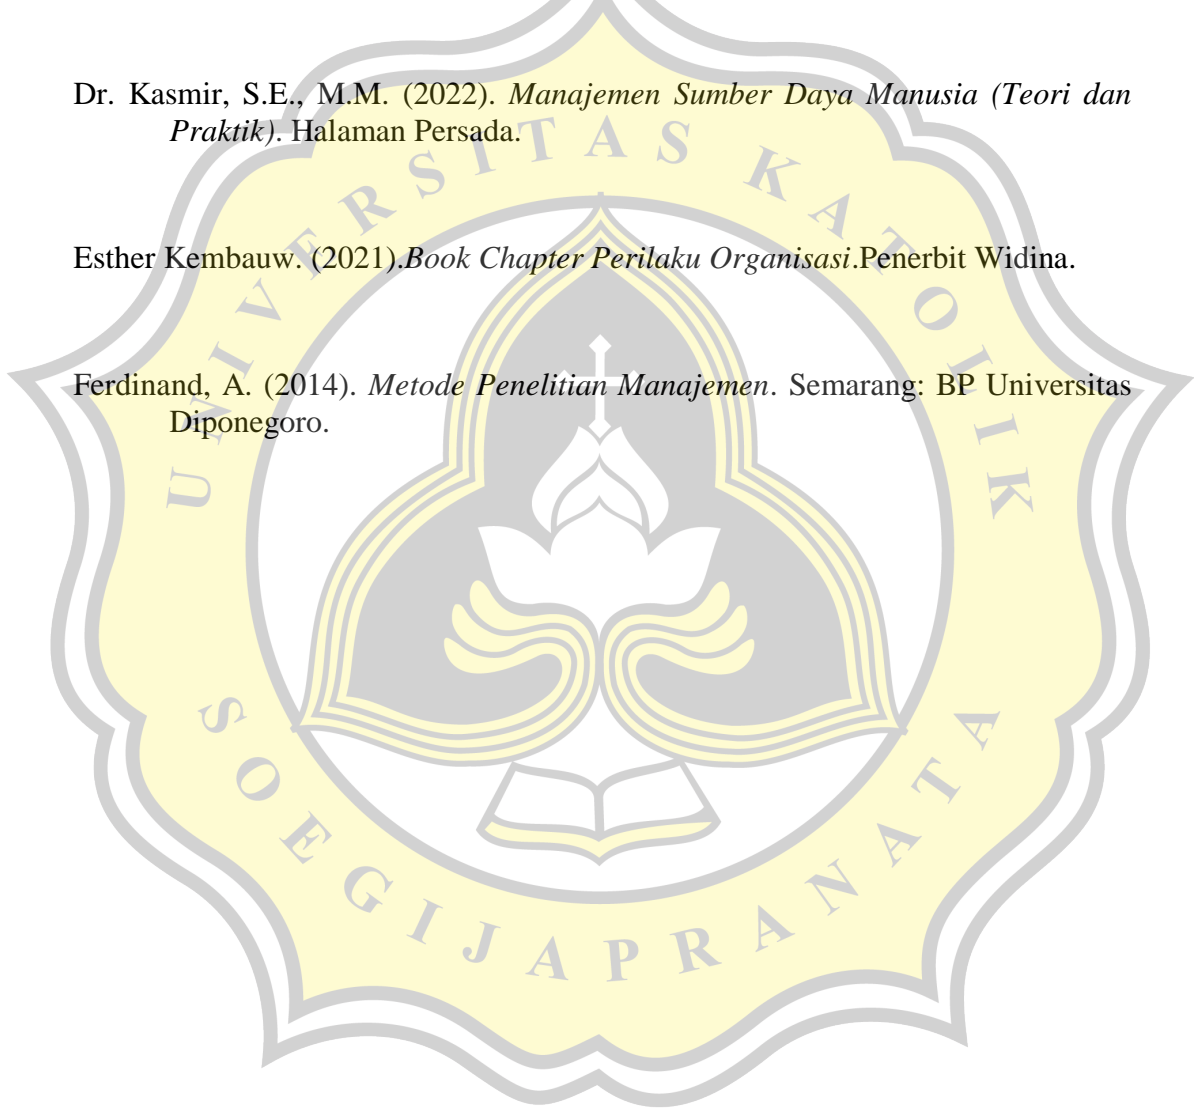 Dr. Kasmir, S.E., M.M. (2022). Manajemen Sumber Daya Manusia (Teori dan
Praktik). Halaman Persada.
Esther Kembauw. (2021).Book Chapter Perilaku Organisasi.Penerbit Widina.
Ferdinand, A. (2014). Metode Penelitian Manajemen. Semarang: BP Universitas
Diponegoro.
UNIVERSITAS KATOLIK
SOEGIJAPRANATA